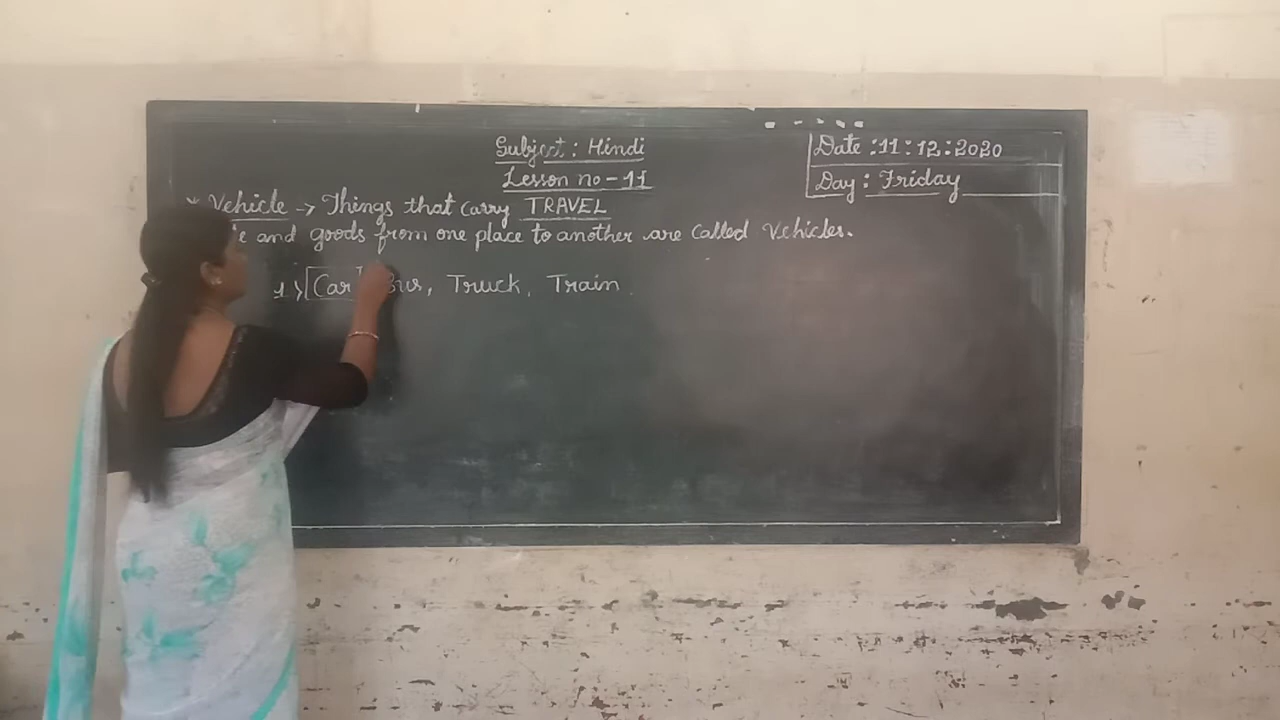 Subject : Hindi
Lesson no - 11
Date : 11 : 12 : 2020
Day : Friday
* Vehicle → Things that carry TRAVEL
and goods from one place to another are called Vehicles.
1) Car Bus, Truck, Train